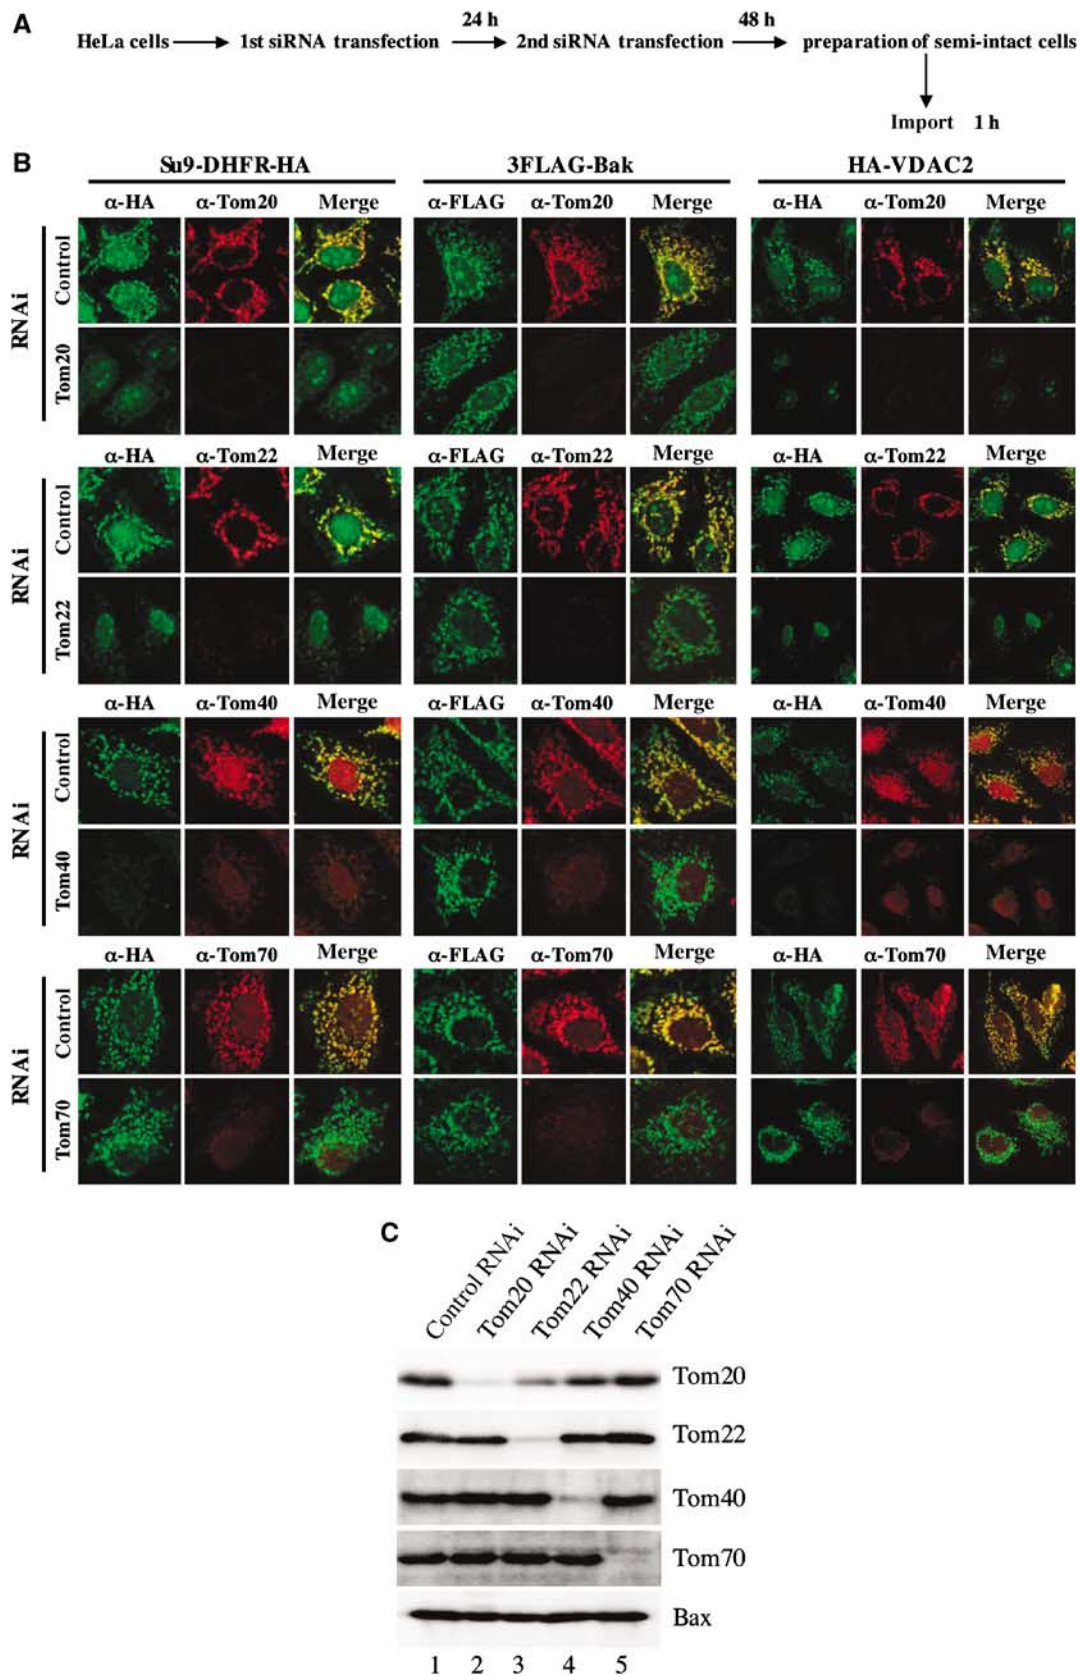 A
24 h
48 h
HeLa cells
1st siRNA transfection
2nd siRNA transfection
preparation of semi-intact cells
Import 1 h
B
Su9-DHFR-HA
3FLAG-Bak
HA-VDAC2
α-HA α-Tom20 Merge
α-FLAG α-Tom20 Merge
α-HA α-Tom20 Merge
RNAi
Control
Tom20
α-HA α-Tom22 Merge
α-FLAG α-Tom22 Merge
α-HA α-Tom22 Merge
RNAi
Control
Tom22
α-HA α-Tom40 Merge
α-FLAG α-Tom40 Merge
α-HA α-Tom40 Merge
RNAi
Control
Tom40
α-HA α-Tom70 Merge
α-FLAG α-Tom70 Merge
α-HA α-Tom70 Merge
RNAi
Control
Tom70
C
Control RNAi
Tom20 RNAi
Tom22 RNAi
Tom40 RNAi
Tom70 RNAi
Tom20
Tom22
Tom40
Tom70
Bax
1 2 3 4 5